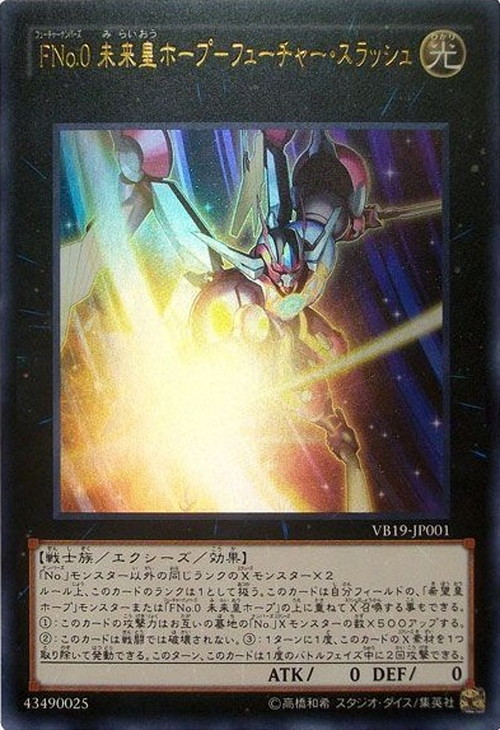 フューチャーナンバーズ みらいおう
FNo.0 未来皇ホープ-フューチャー・スラッシュ
ひかり
光
VB19-JP001
【戦士族/エクシーズ/効果】
「No.」モンスター以外の同じランクのXモンスター×2
ルール上、このカードのランクは1として扱う。このカードは自分フィールドの、「希望皇
ホープ」モンスターまたは「FNo.0 未来皇ホープ」の上に重ねてX召喚する事もできる。
①:このカードの攻撃力はお互いの墓地の「No.」Xモンスターの数×500アップする。
②:このカードは戦闘では破壊されない。③:1ターンに1度、このカードのX素材を1つ
取り除いて発動できる。このターン、このカードは1度のバトルフェイズ中に2回攻撃できる。
ATK/ 0 DEF/ 0
43490025 ©高橋和希 スタジオ・ダイス/集英社